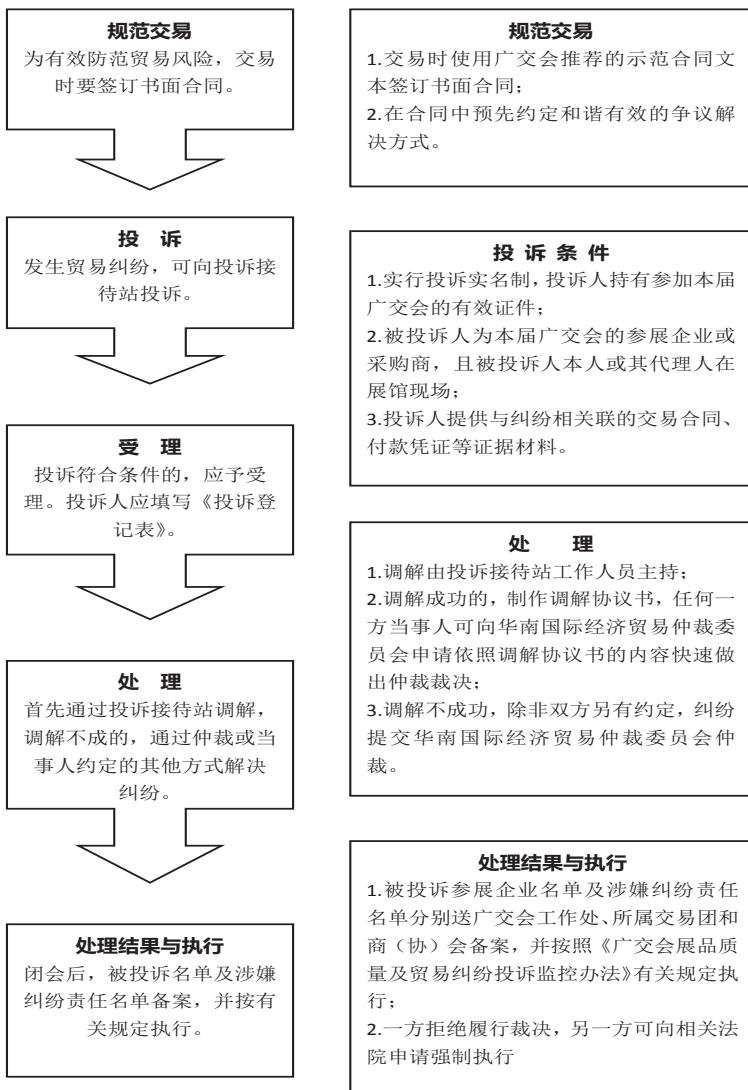 规范交易
为有效防范贸易风险，交易
时要签订书面合同。
投 诉
发生贸易纠纷，可向投诉接
待站投诉。
受 理
投诉符合条件的，应予受
理。投诉人应填写《投诉登
记表》。
处 理
首先通过投诉接待站调解，
调解不成的，通过仲裁或当
事人约定的其他方式解决
纠纷。
处理结果与执行
闭会后，被投诉名单及涉嫌
纠纷责任名单备案，并按有
关规定执行。
规范交易
1.交易时使用广交会推荐的示范合同文
本签订书面合同；
2.在合同中预先约定和谐有效的争议解
决方式。
投 诉 条 件
1.实行投诉实名制，投诉人持有参加本届
广交会的有效证件；
2.被投诉人为本届广交会的参展企业或
采购商，且被投诉人本人或其代理人在
展馆现场；
3.投诉人提供与纠纷相关联的交易合同、
付款凭证等证据材料。
处 理
1.调解由投诉接待站工作人员主持；
2.调解成功的，制作调解协议书，任何一
方当事人可向华南国际经济贸易仲裁委
员会申请依照调解协议书的内容快速做
出仲裁裁决；
3.调解不成功，除非双方另有约定，纠纷
提交华南国际经济贸易仲裁委员会仲
裁。
处理结果与执行
1.被投诉参展企业名单及涉嫌纠纷责任
名单分别送广交会工作处、所属交易团和
商（协）会备案，并按照《广交会展品质
量及贸易纠纷投诉监控办法》有关规定执
行；
2.一方拒绝履行裁决，另一方可向相关法
院申请强制执行